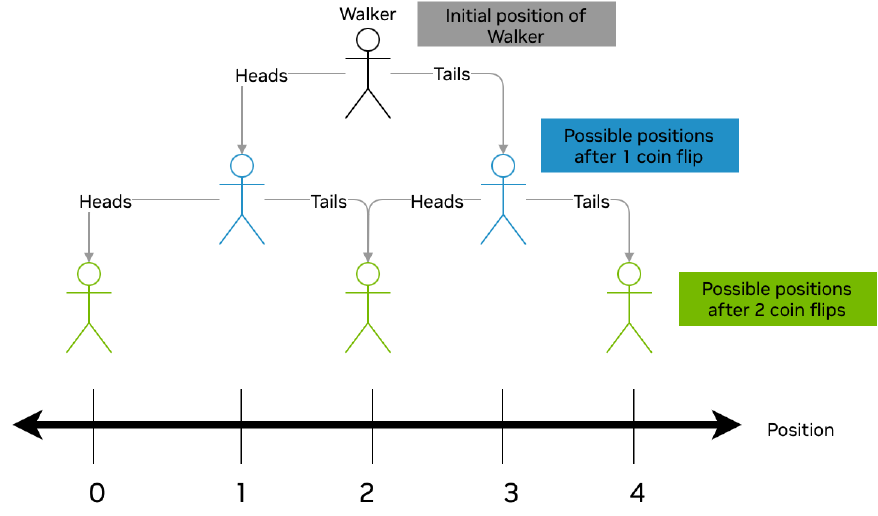 Walker
Initial position of
Walker
Heads
Tails
Possible positions
after 1 coin flip
Heads
Tails
Heads
Tails
Possible positions
after 2 coin flips
Position
0
1
2
3
4